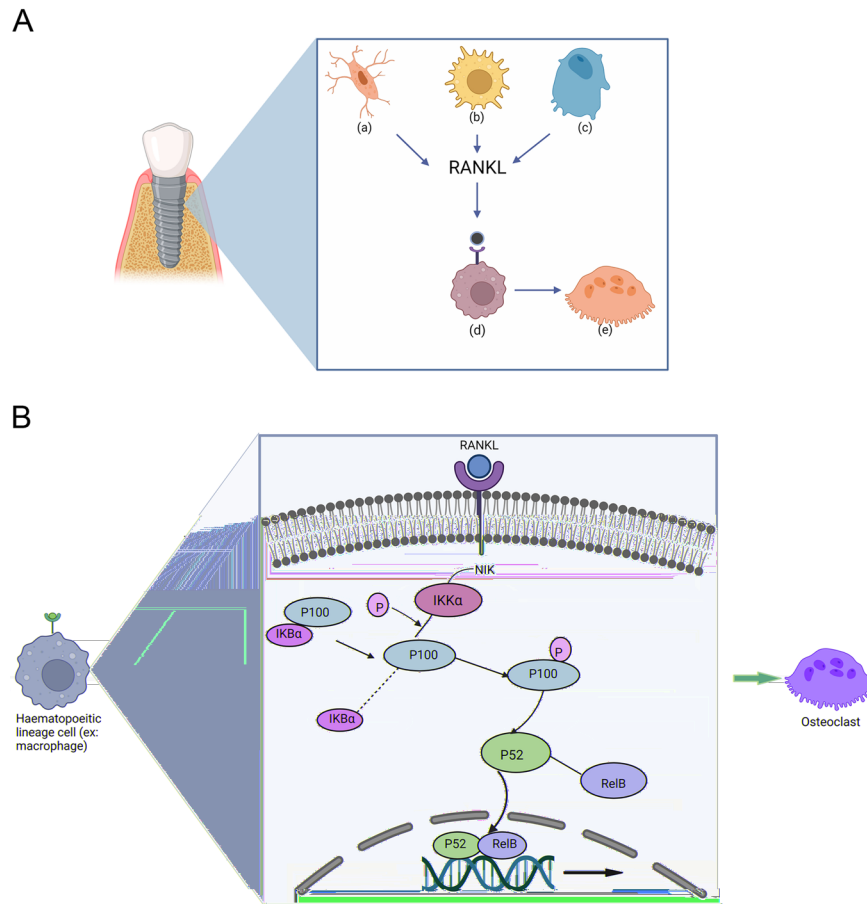 A
(a)
(b)
(c)
RANKL
(d)
(e)
B
RANKL
NIK
IKKα
P
P100
IKBα
P100
P
P100
IKBα
P52
RelB
P52
RelB
Haematopoeitic
lineage cell (ex:
macrophage)
Osteoclast